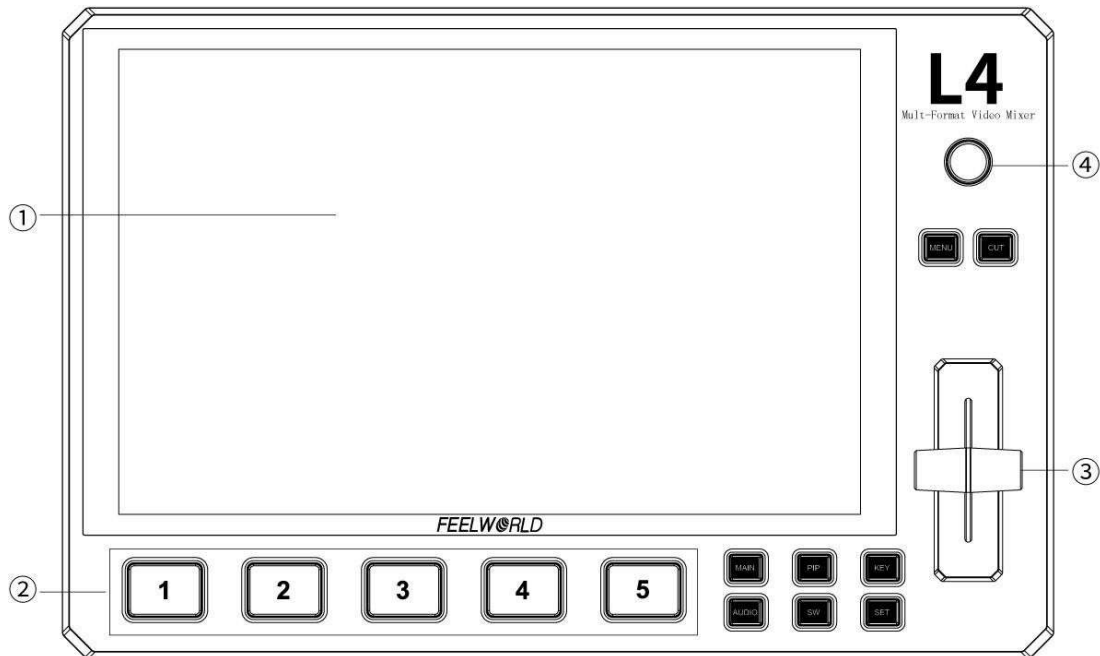 L4
Mult-Format Video Mixer
④
①
MENU CUT
③
FEELWORLD
② 1 2 3 4 5
MAIN PIP KEY
AUDIO SW SET